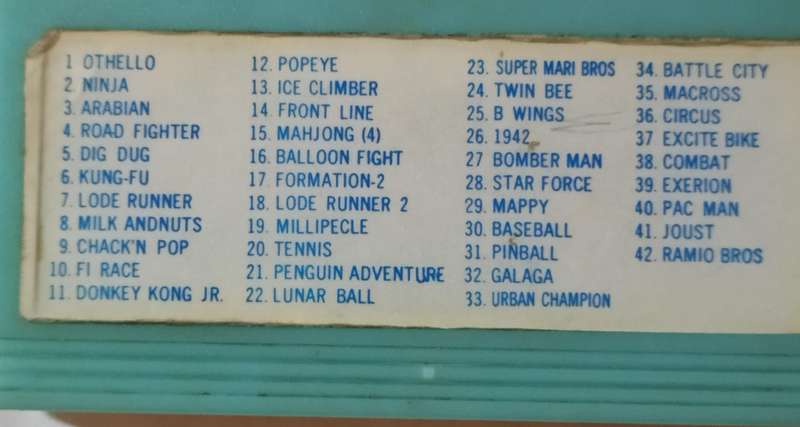 1 OTHELLO
2. NINJA
3. ARABIAN
4. ROAD FIGHTER
5. DIG DUG
6. KUNG-FU
7. LODE RUNNER
8. MILK ANDNUTS
9. CHACK'N POP
10. FI RACE
11. DONKEY KONG JR.
12. POPEYE
13. ICE CLIMBER
14. FRONT LINE
15. MAHJONG (4)
16. BALLOON FIGHT
17. FORMATION-2
18. LODE RUNNER 2
19. MILLIPECLE
20. TENNIS
21. PENGUIN ADVENTURE
22. LUNAR BALL
23. SUPER MARI BROS
24. TWIN BEE
25. B WINGS
26. 1942
27 BOMBER MAN
28. STAR FORCE
29. MAPPY
30. BASEBALL
31. PINBALL
32. GALAGA
33. URBAN CHAMPION
34. BATTLE CITY
35. MACROSS
36. CIRCUS
37 EXCITE BIKE
38. COMBAT
39. EXERION
40. PAC MAN
41. JOUST
42. RAMIO BROS